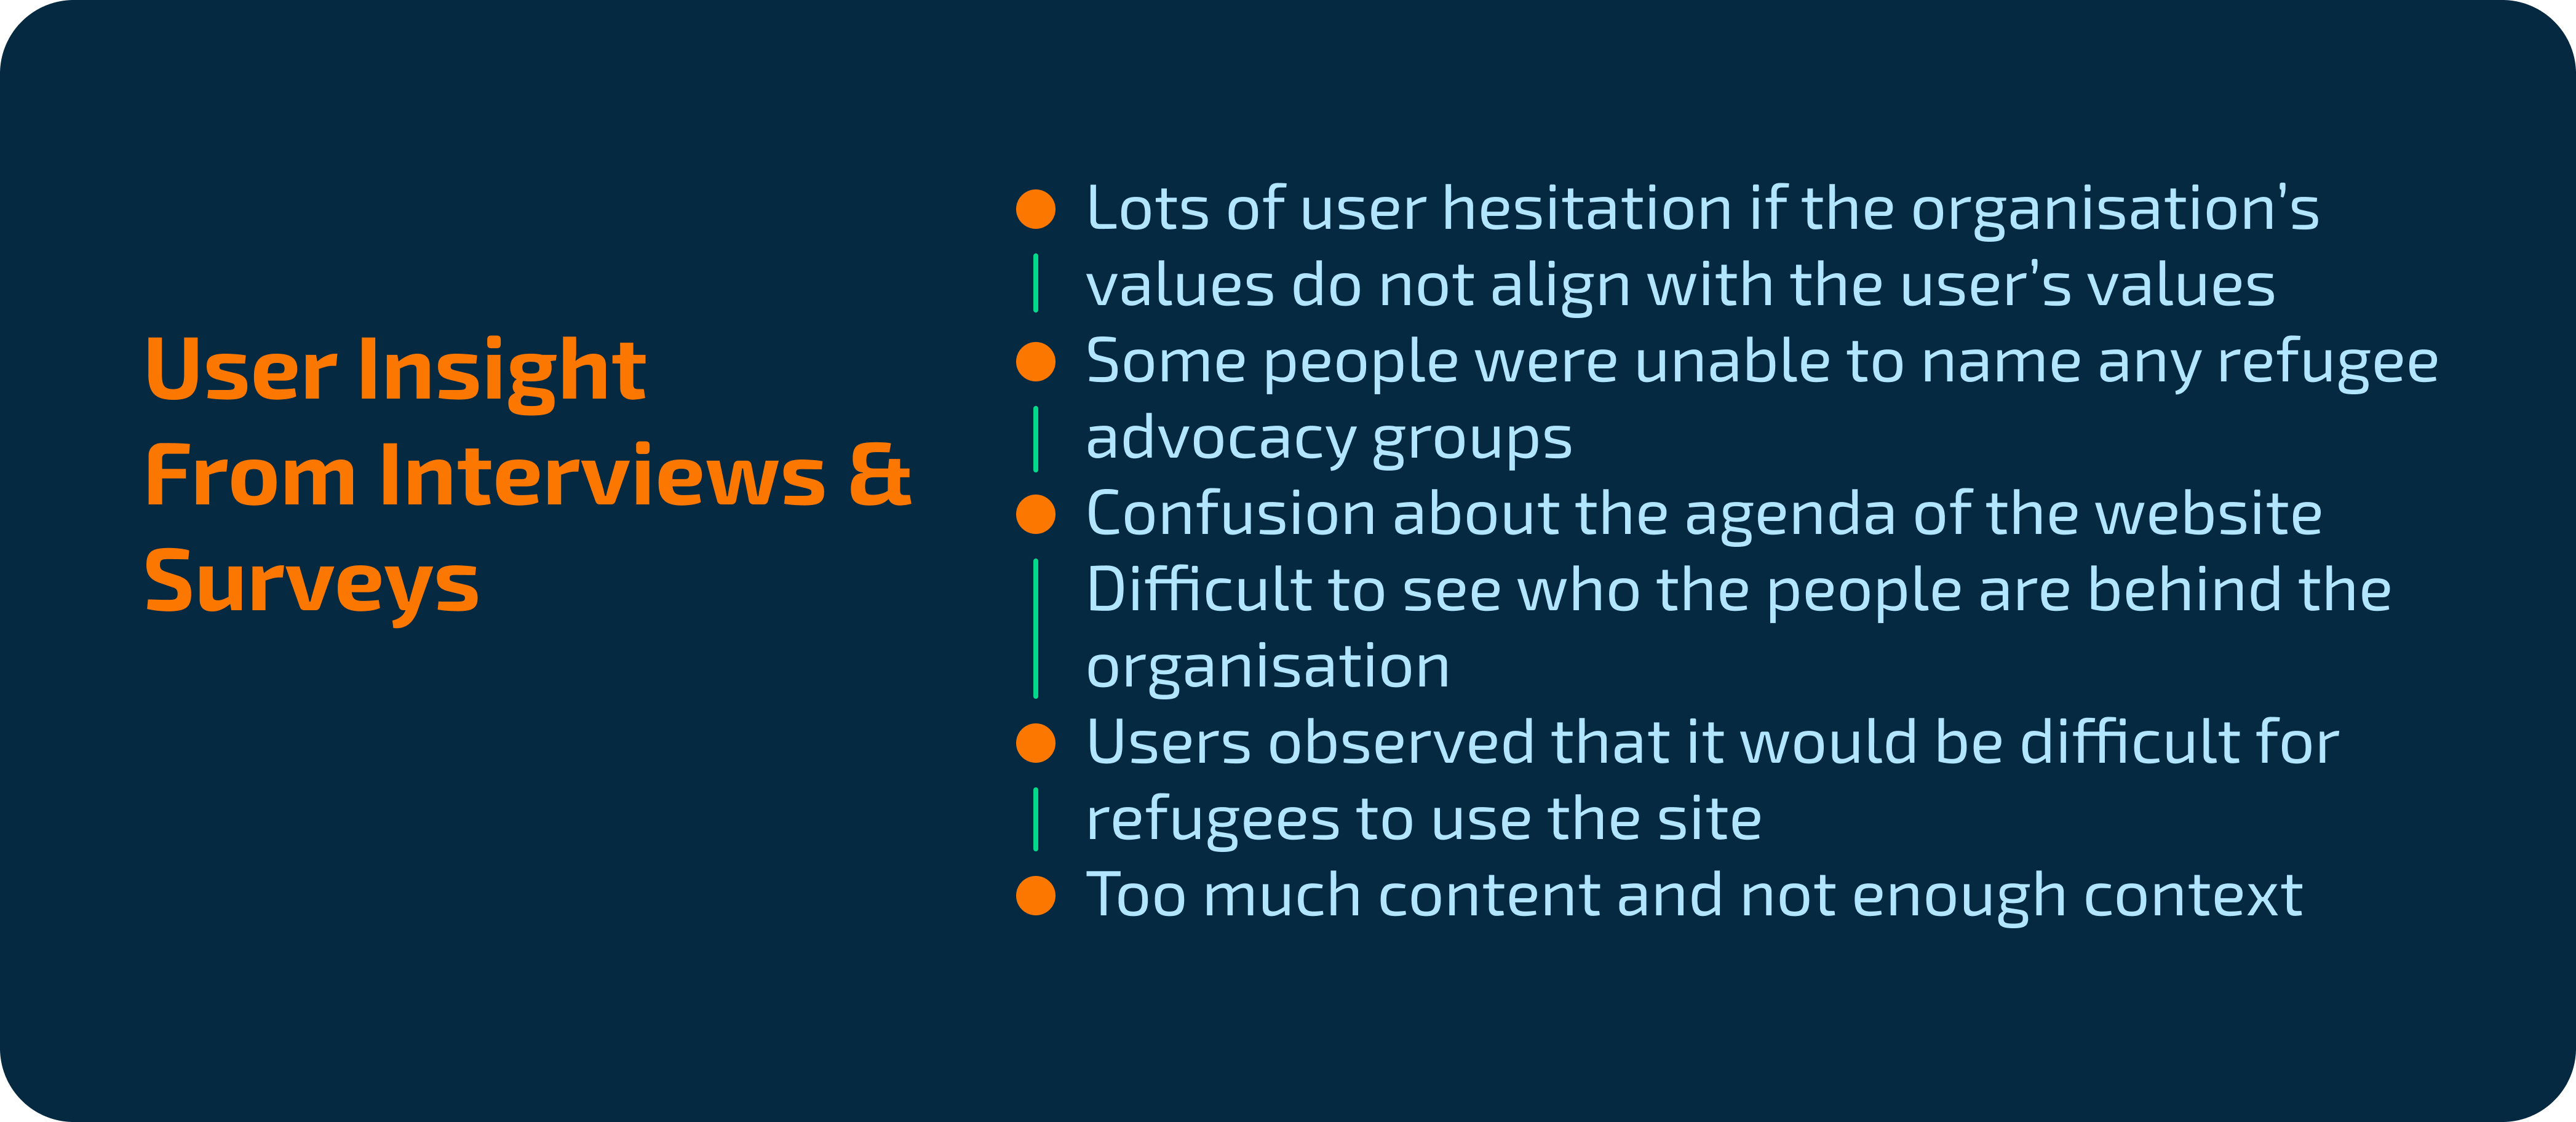 User Insight
From Interviews &
Surveys
Lots of user hesitation if the organisation’s
values do not align with the user’s values
Some people were unable to name any refugee
advocacy groups
Confusion about the agenda of the website
Difficult to see who the people are behind the
organisation
Users observed that it would be difficult for
refugees to use the site
Too much content and not enough context